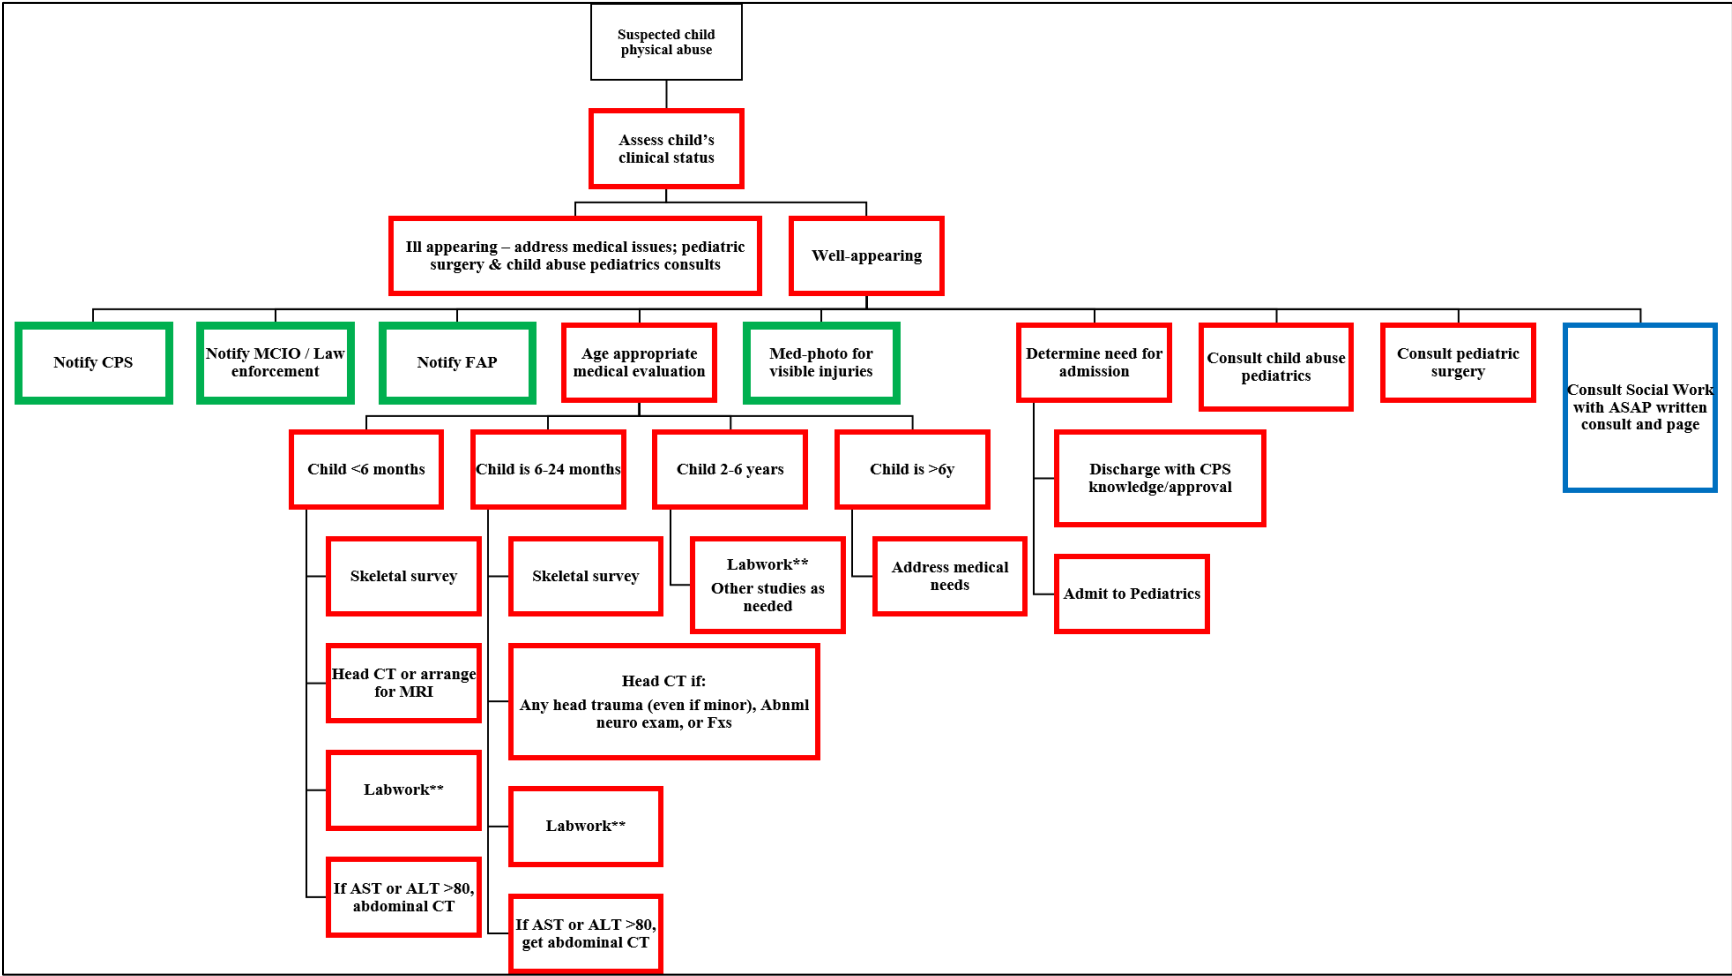 Suspected child
physical abuse
Assess child's
clinical status
Ill appearing – address medical issues; pediatric
surgery & child abuse pediatrics consults
Well-appearing
Notify CPS
Notify MCIO / Law
enforcement
Notify FAP
Age appropriate
medical evaluation
Med-photo for
visible injuries
Determine need for
admission
Consult child abuse
pediatrics
Consult pediatric
surgery
Consult Social Work
with ASAP written
consult and page
Child <6 months
Child is 6-24 months
Child 2-6 years
Child is >6y
Discharge with CPS
knowledge/approval
Skeletal survey
Skeletal survey
Labwork**
Other studies as
needed
Address medical
needs
Admit to Pediatrics
Head CT or arrange
for MRI
Head CT if:
Any head trauma (even if minor), Abnml
neuro exam, or Fxs
Labwork**
Labwork**
If AST or ALT >80,
abdominal CT
If AST or ALT >80,
get abdominal CT